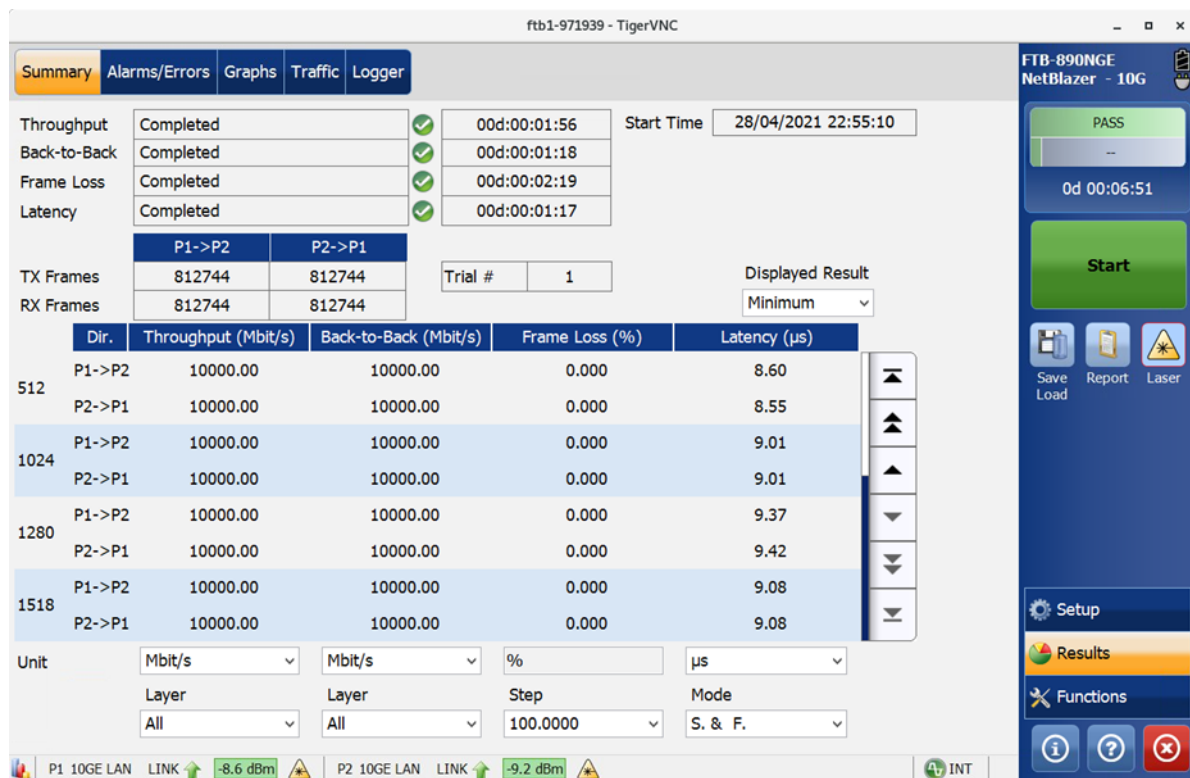 ftb1-971939 - TigerVNC
Summary Alarms/Errors Graphs Traffic Logger
FTB-890NGE
NetBlazer - 10G
Throughput Completed 00d:00:01:56 Start Time 28/04/2021 22:55:10
Back-to-Back Completed 00d:00:01:18
Frame Loss Completed 00d:00:02:19
Latency Completed 00d:00:01:17
PASS
--
0d 00:06:51
P1->P2 P2->P1
TX Frames 812744 812744 Trial # 1 Displayed Result
RX Frames 812744 812744 Minimum
Start
Dir. Throughput (Mbit/s) Back-to-Back (Mbit/s) Frame Loss (%) Latency (µs)
512 P1->P2 10000.00 10000.00 0.000 8.60
P2->P1 10000.00 10000.00 0.000 8.55
1024 P1->P2 10000.00 10000.00 0.000 9.01
P2->P1 10000.00 10000.00 0.000 9.01
1280 P1->P2 10000.00 10000.00 0.000 9.37
P2->P1 10000.00 10000.00 0.000 9.42
1518 P1->P2 10000.00 10000.00 0.000 9.08
P2->P1 10000.00 10000.00 0.000 9.08
Save Load Report Laser
Unit Mbit/s Mbit/s % µs
Layer Layer Step Mode
All All 100.0000 S. & F.
Setup
Results
Functions
P1 10GE LAN LINK -8.6 dBm P2 10GE LAN LINK -9.2 dBm INT